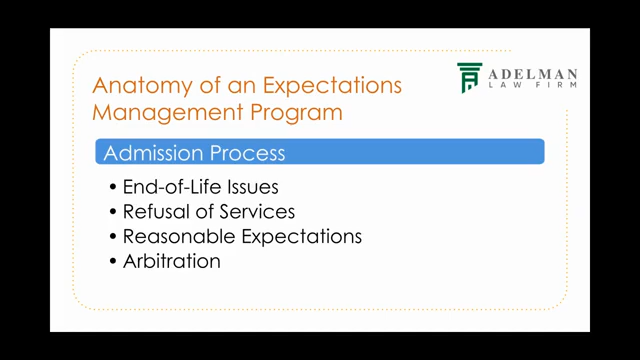 Anatomy of an Expectations
Management Program
ADELMAN
LAW FIRM
Admission Process
• End-of-Life Issues
• Refusal of Services
• Reasonable Expectations
• Arbitration